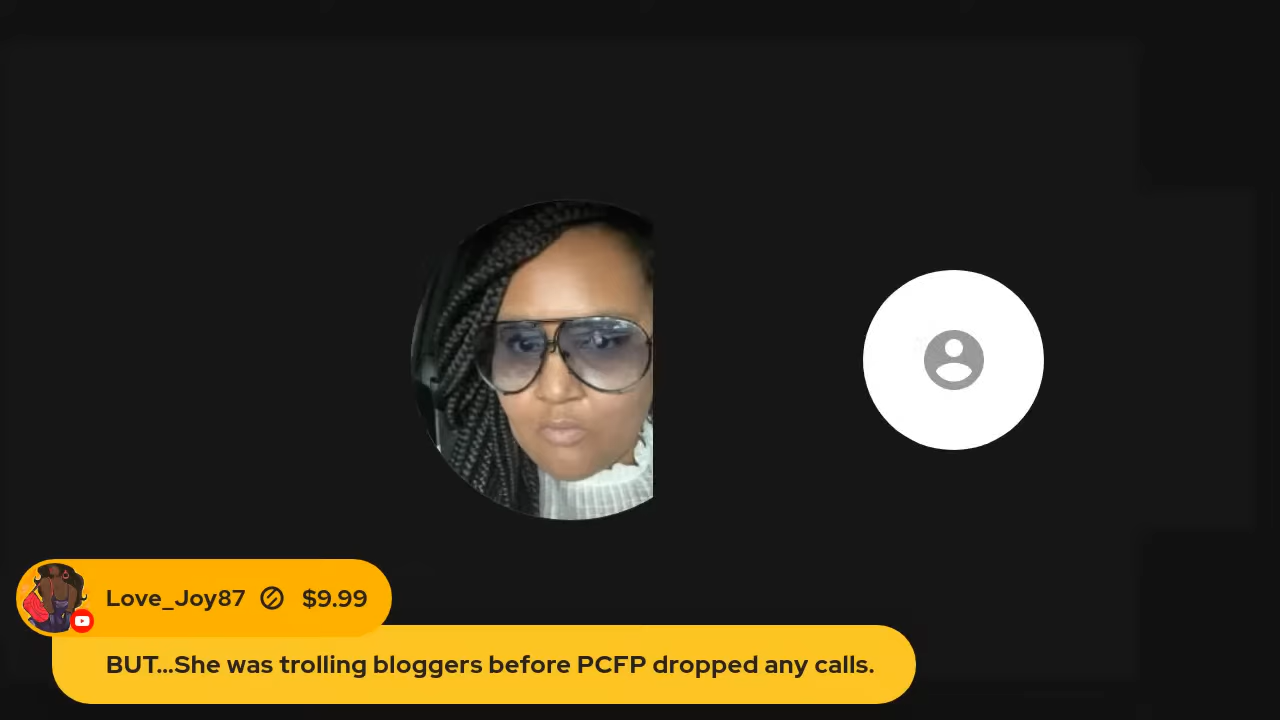 Love_Joy87 $9.99
BUT...She was trolling bloggers before PCFP dropped any calls.